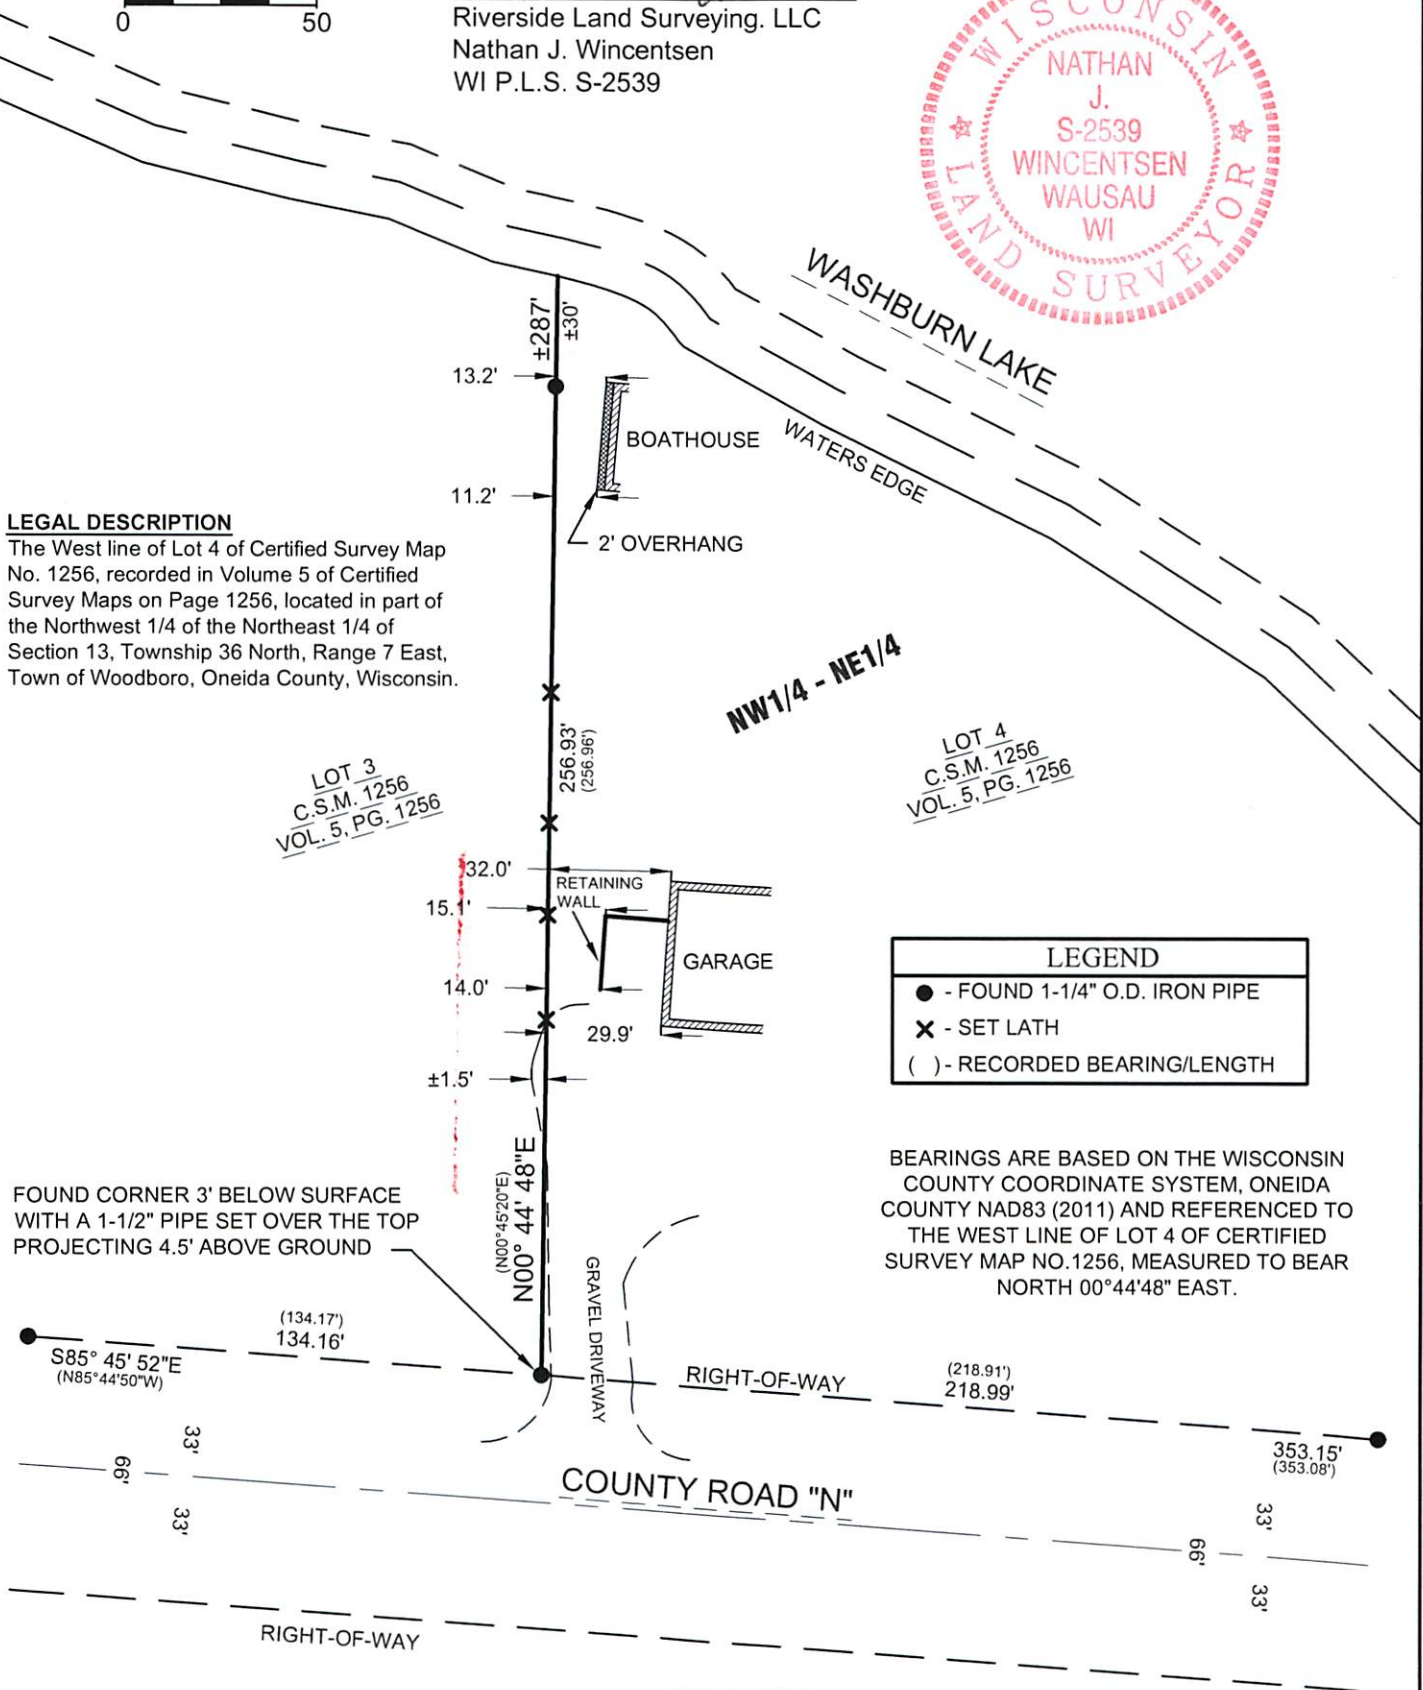 0 50
Riverside Land Surveying. LLC
Nathan J. Wincentsen
WI P.L.S. S-2539
WISCONSIN
NATHAN
J.
S-2539
WINCENTSEN
WAUSAU
WI
LAND SURVEYOR
WASHBURN LAKE
WATERS EDGE
±287'
±30'
13.2'
BOATHOUSE
11.2'
2' OVERHANG
LEGAL DESCRIPTION
The West line of Lot 4 of Certified Survey Map
No. 1256, recorded in Volume 5 of Certified
Survey Maps on Page 1256, located in part of
the Northwest 1/4 of the Northeast 1/4 of
Section 13, Township 36 North, Range 7 East,
Town of Woodboro, Oneida County, Wisconsin.
NW1/4 - NE1/4
256.93'
(256.96')
LOT 3
C.S.M. 1256
VOL. 5, PG. 1256
LOT 4
C.S.M. 1256
VOL. 5, PG. 1256
32.0'
RETAINING
WALL
15.1'
GARAGE
14.0'
29.9'
±1.5'
LEGEND
- FOUND 1-1/4" O.D. IRON PIPE
- SET LATH
( ) - RECORDED BEARING/LENGTH
N00° 44' 48"E
(N00°45'20"E)
BEARINGS ARE BASED ON THE WISCONSIN
COUNTY COORDINATE SYSTEM, ONEIDA
COUNTY NAD83 (2011) AND REFERENCED TO
THE WEST LINE OF LOT 4 OF CERTIFIED
SURVEY MAP NO.1256, MEASURED TO BEAR
NORTH 00°44'48" EAST.
FOUND CORNER 3' BELOW SURFACE
WITH A 1-1/2" PIPE SET OVER THE TOP
PROJECTING 4.5' ABOVE GROUND
GRAVEL DRIVEWAY
(134.17')
134.16'
S85° 45' 52"E
(N85°44'50"W)
RIGHT-OF-WAY
(218.91')
218.99'
353.15'
(353.08')
33'
66'
33'
COUNTY ROAD "N"
33'
66'
33'
RIGHT-OF-WAY